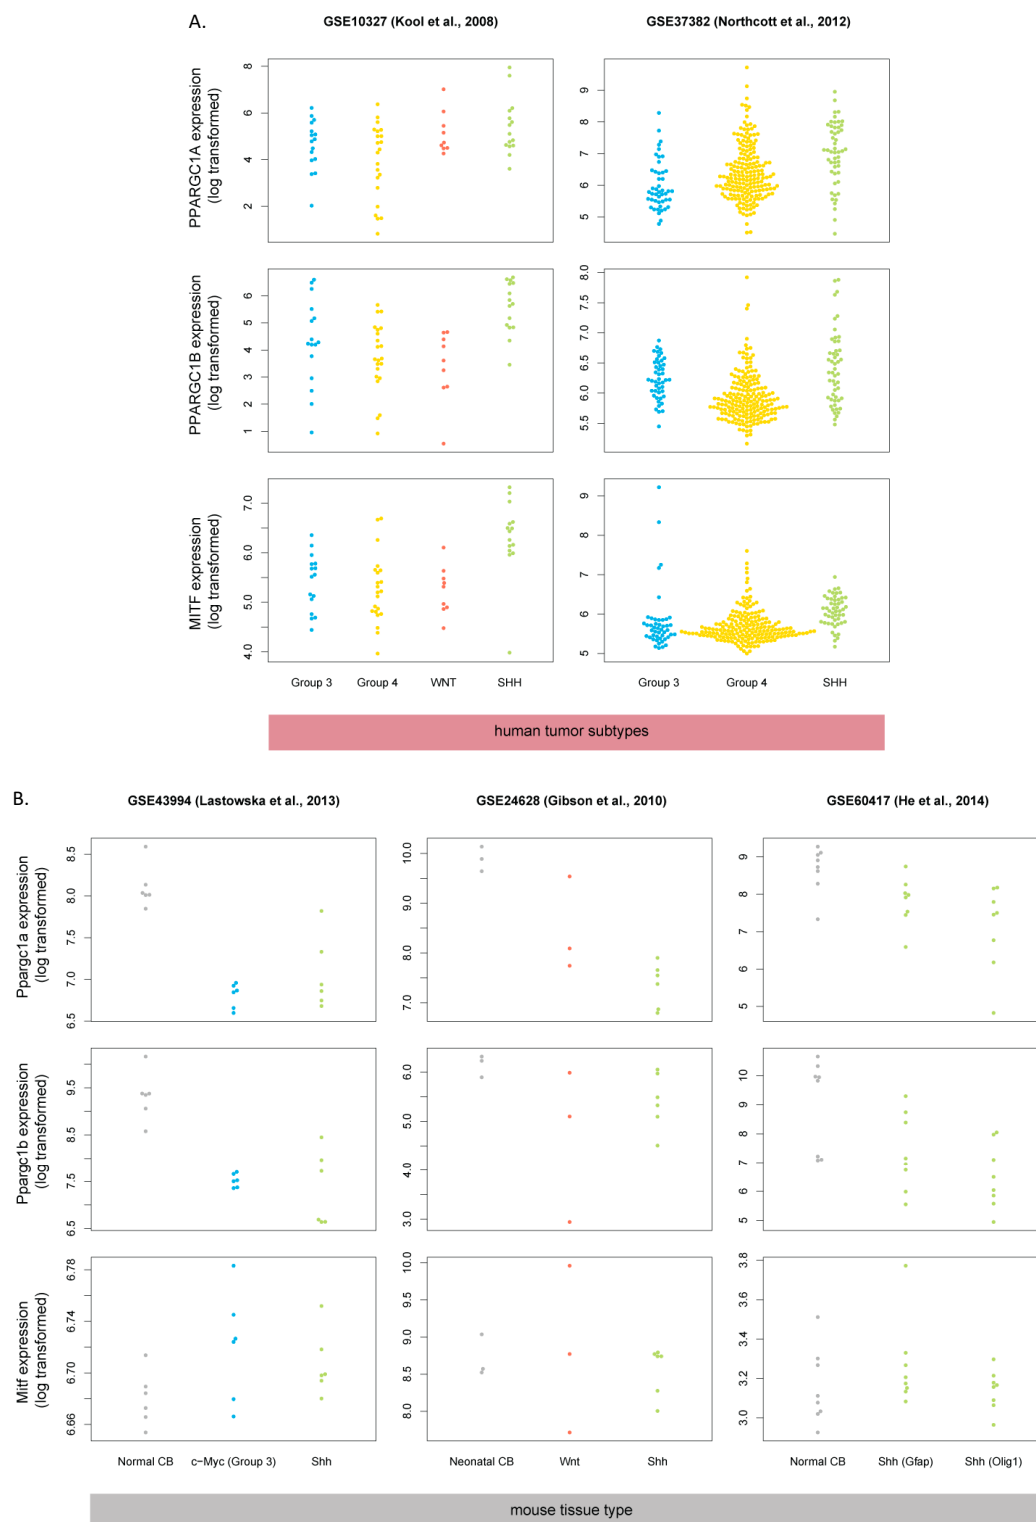 A.
GSE10327 (Kool et al., 2008)
GSE37382 (Northcott et al., 2012)
PPARGC1A expression
(log transformed)
8
6
4
2
9
8
7
6
5
PPARGC1B expression
(log transformed)
6
5
4
3
2
1
8.0
7.5
7.0
6.5
6.0
5.5
MITF expression
(log transformed)
7.0
6.0
5.0
4.0
9
8
7
6
5
Group 3
Group 4
WNT
SHH
Group 3
Group 4
SHH
human tumor subtypes
B.
GSE43994 (Lastowska et al., 2013)
GSE24628 (Gibson et al., 2010)
GSE60417 (He et al., 2014)
Ppargc1a expression
(log transformed)
8.5
8.0
7.5
7.0
6.5
10.0
9.0
8.0
7.0
9
8
7
6
5
Ppargc1b expression
(log transformed)
9.5
8.5
7.5
6.5
6.0
5.0
4.0
3.0
10
9
8
7
6
5
Mitf expression
(log transformed)
6.78
6.74
6.70
6.66
10.0
9.5
9.0
8.5
8.0
3.8
3.6
3.4
3.2
3.0
Normal CB
c−Myc (Group 3)
Shh
Neonatal CB
Wnt
Shh
Normal CB
Shh (Gfap)
Shh (Olig1)
mouse tissue type